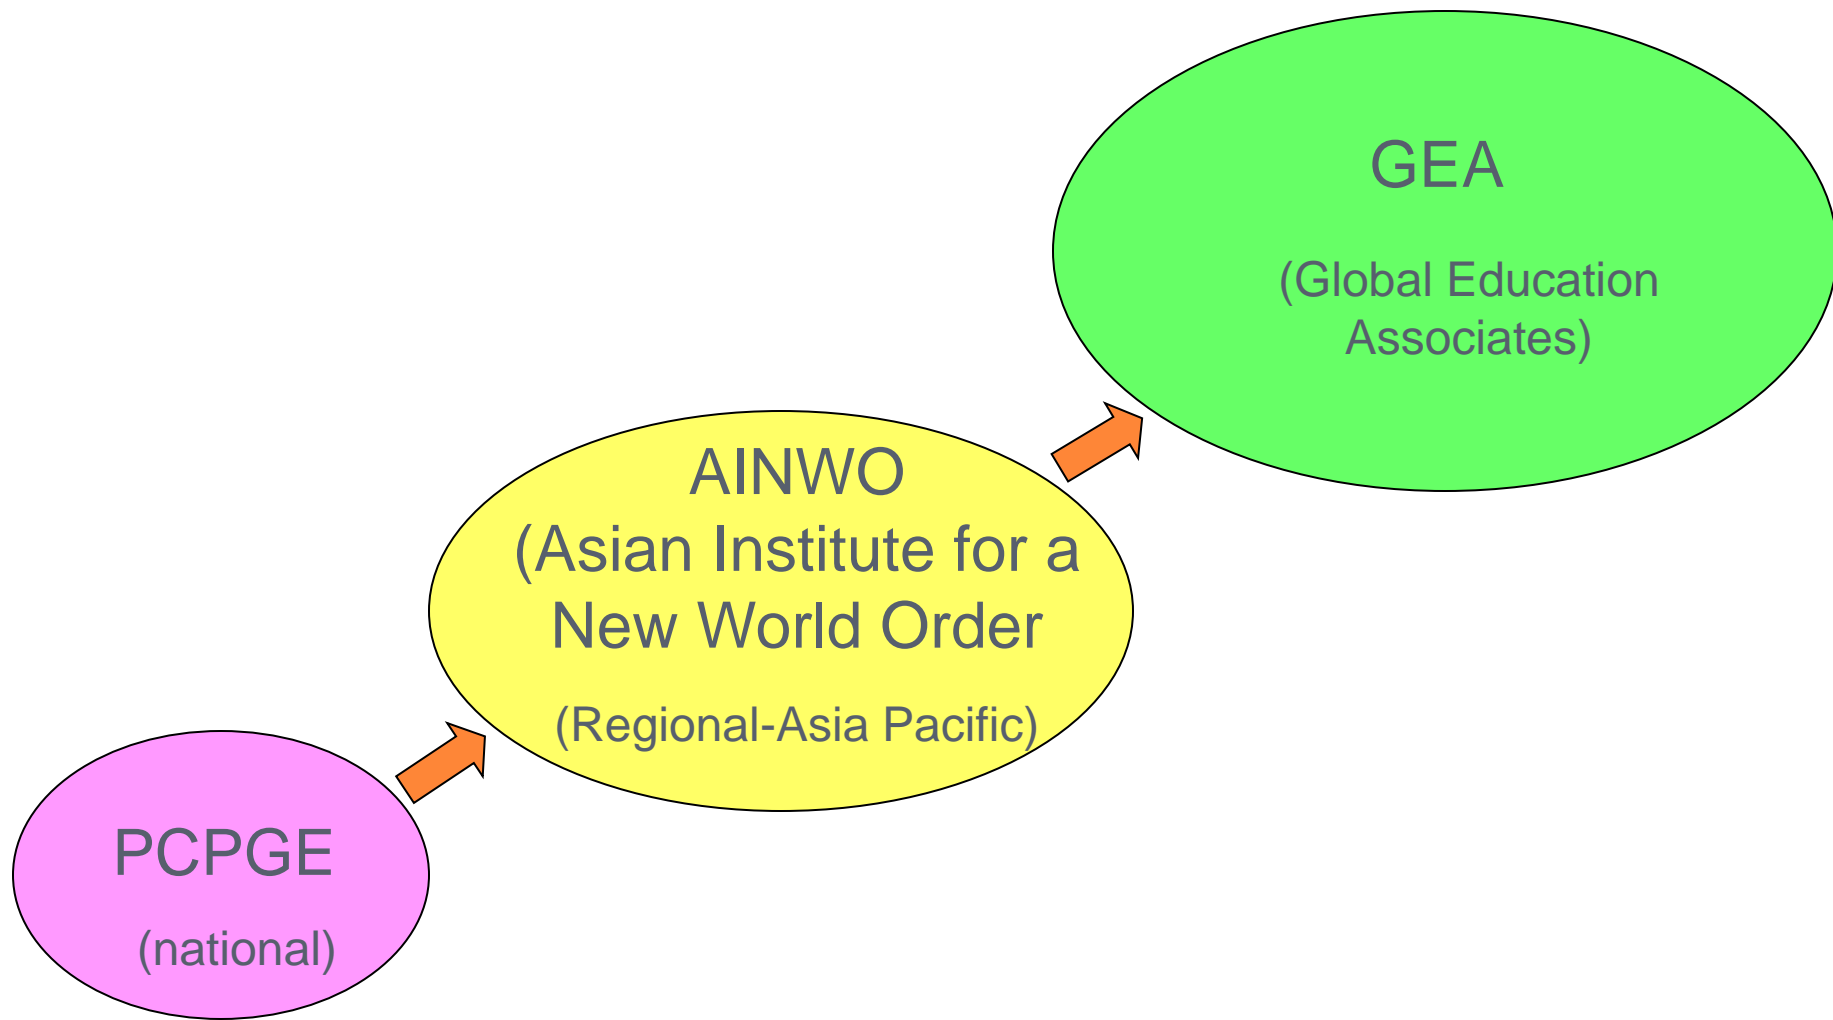 GEA
(Global Education
Associates)
AINWO
(Asian Institute for a
New World Order
(Regional-Asia Pacific)
PCPGE
(national)